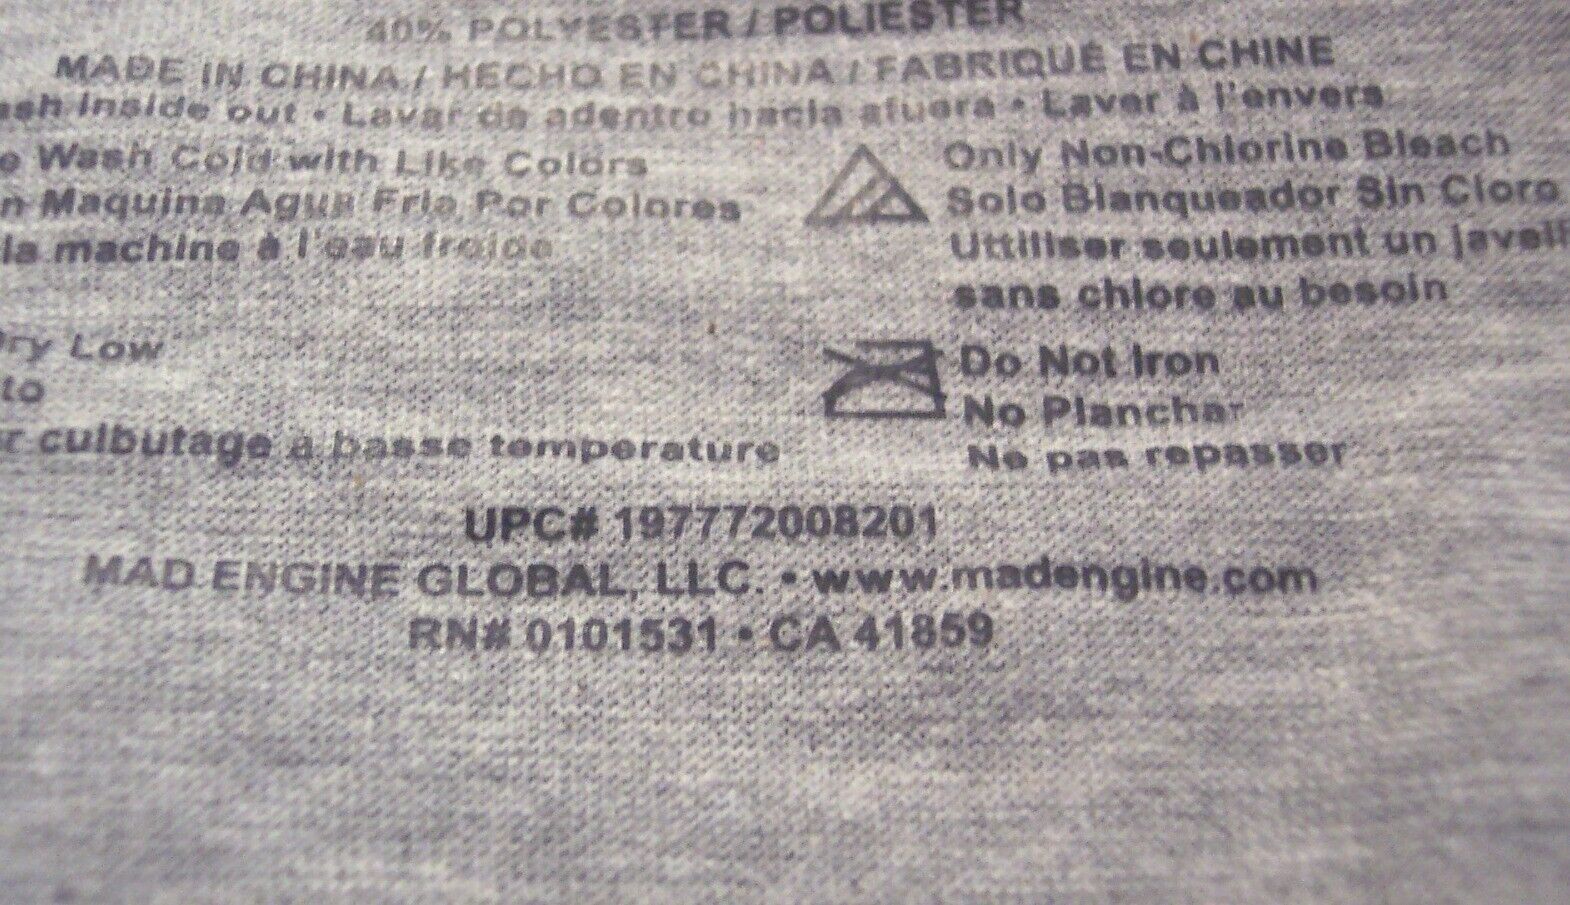 40% POLYESTER / POLIESTER
MADE IN CHINA / HECHO EN CHINA / FABRIQUÉ EN CHINE
inside out • Lavar de adentro hacia afuera • Laver à l'envers
Wash Cold with Like Colors
Maquina Agua Fria Por Colores
la machine à l'eau froide
Only Non-Chlorine Bleach
Solo Blanqueador Sin Cloro
Uttiliser seulement un
sans chlore au besoin
Dry Low
culbutage a basse temperature
Do Not Iron
No Planchar
Ne pas repasser
UPC# 197772008201
MAD ENGINE GLOBAL, LLC. • www.madengine.com
RN# 0101531 • CA 41859